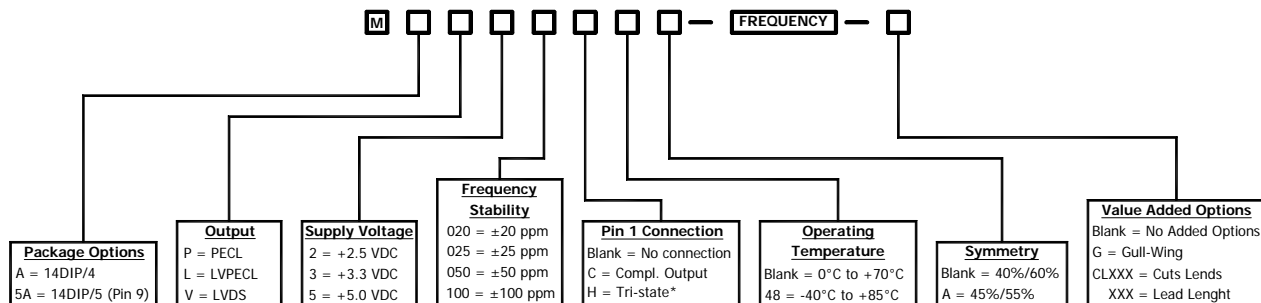 M
FREQUENCY
Package Options
A = 14DIP/4
5A = 14DIP/5 (Pin 9)
Output
P = PECL
L = LVPECL
V = LVDS
Supply Voltage
2 = +2.5 VDC
3 = +3.3 VDC
5 = +5.0 VDC
Frequency
Stability
020 = ±20 ppm
025 = ±25 ppm
050 = ±50 ppm
100 = ±100 ppm
Pin 1 Connection
Blank = No connection
C = Compl. Output
H = Tri-state*
Operating
Temperature
Blank = 0°C to +70°C
48 = -40°C to +85°C
Symmetry
Blank = 40%/60%
A = 45%/55%
Value Added Options
Blank = No Added Options
G = Gull-Wing
CLXXX = Cuts Lends
XXX = Lead Lenght